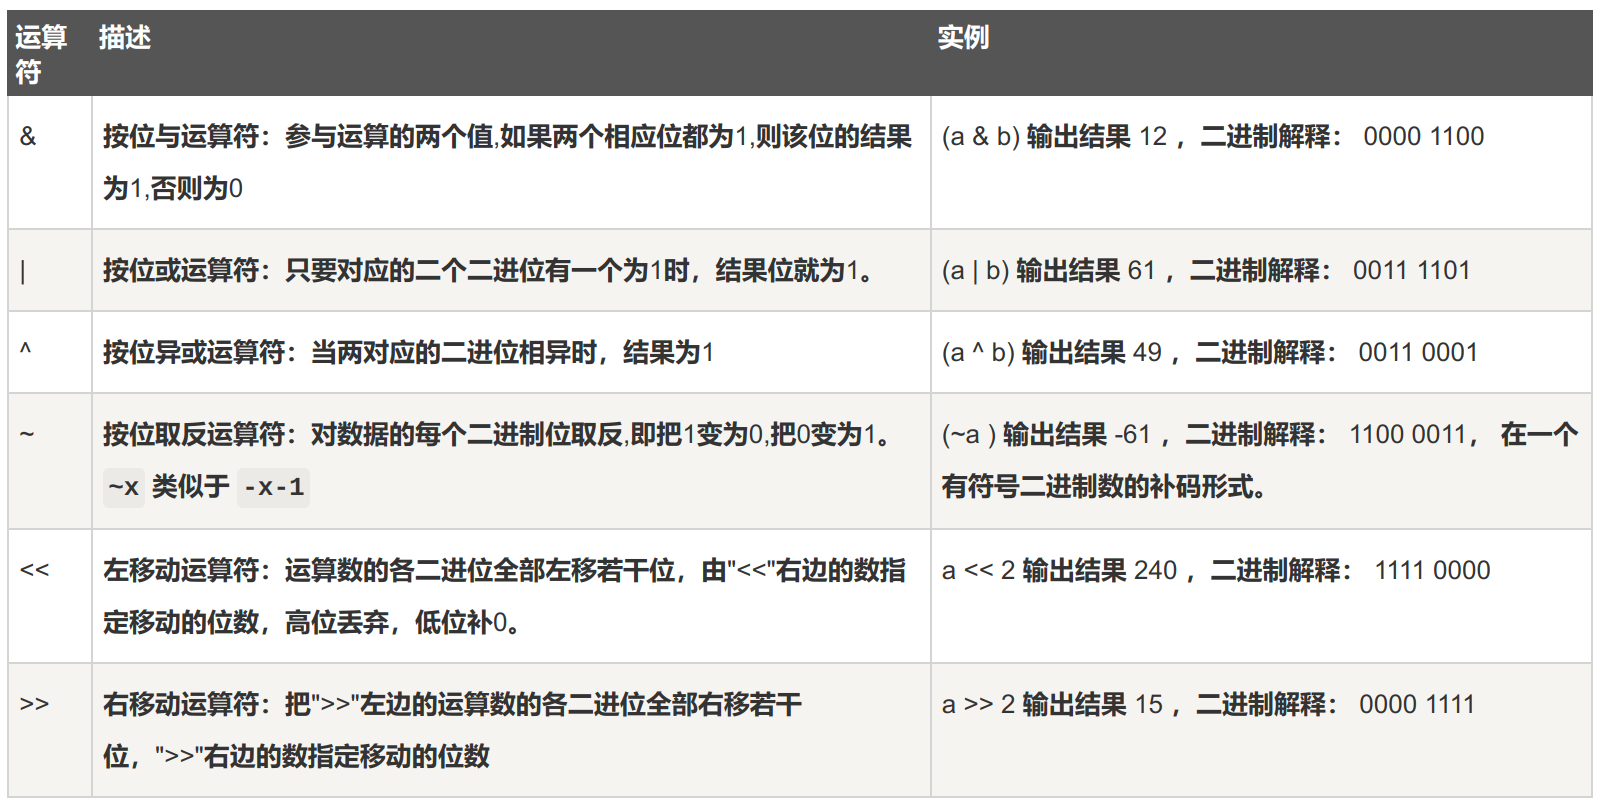 运算 描述 实例
符
& 按位与运算符：参与运算的两个值,如果两个相应位都为1,则该位的结果 (a & b) 输出结果 12 ，二进制解释： 0000 1100
为1,否则为0
| 按位或运算符：只要对应的二个二进位有一个为1时，结果位就为1。 (a | b) 输出结果 61 ，二进制解释： 0011 1101
^ 按位异或运算符：当两对应的二进位相异时，结果为1 (a ^ b) 输出结果 49 ，二进制解释： 0011 0001
~ 按位取反运算符：对数据的每个二进制位取反,即把1变为0,把0变为1。 (~a ) 输出结果 -61 ，二进制解释： 1100 0011， 在一个
~x 类似于 -x-1 有符号二进制数的补码形式。
<< 左移动运算符：运算数的各二进位全部左移若干位，由"<<"右边的数指 a << 2 输出结果 240 ，二进制解释： 1111 0000
定移动的位数，高位丢弃，低位补0。
>> 右移动运算符：把">>"左边的运算数的各二进位全部右移若干 a >> 2 输出结果 15 ，二进制解释： 0000 1111
位，">>"右边的数指定移动的位数